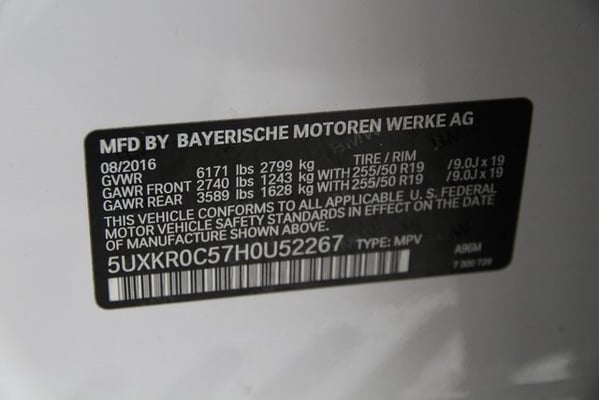 MFD BY BAYERISCHE MOTOREN WERKE AG
08/2016 TIRE / RIM
GVWR 6171 lbs 2799 kg
GAWR FRONT 2740 lbs 1243 kg WITH 255/50 R19 /9.0J x 19
GAWR REAR 3589 lbs 1628 kg WITH 255/50 R19 /9.0J x 19
THIS VEHICLE CONFORMS TO ALL APPLICABLE U. S. FEDERAL
MOTOR VEHICLE SAFETY STANDARDS IN EFFECT ON THE DATE
OF MANUFACTURE SHOWN ABOVE.
5UXKR0C57H0U52267 TYPE: MPV A96M